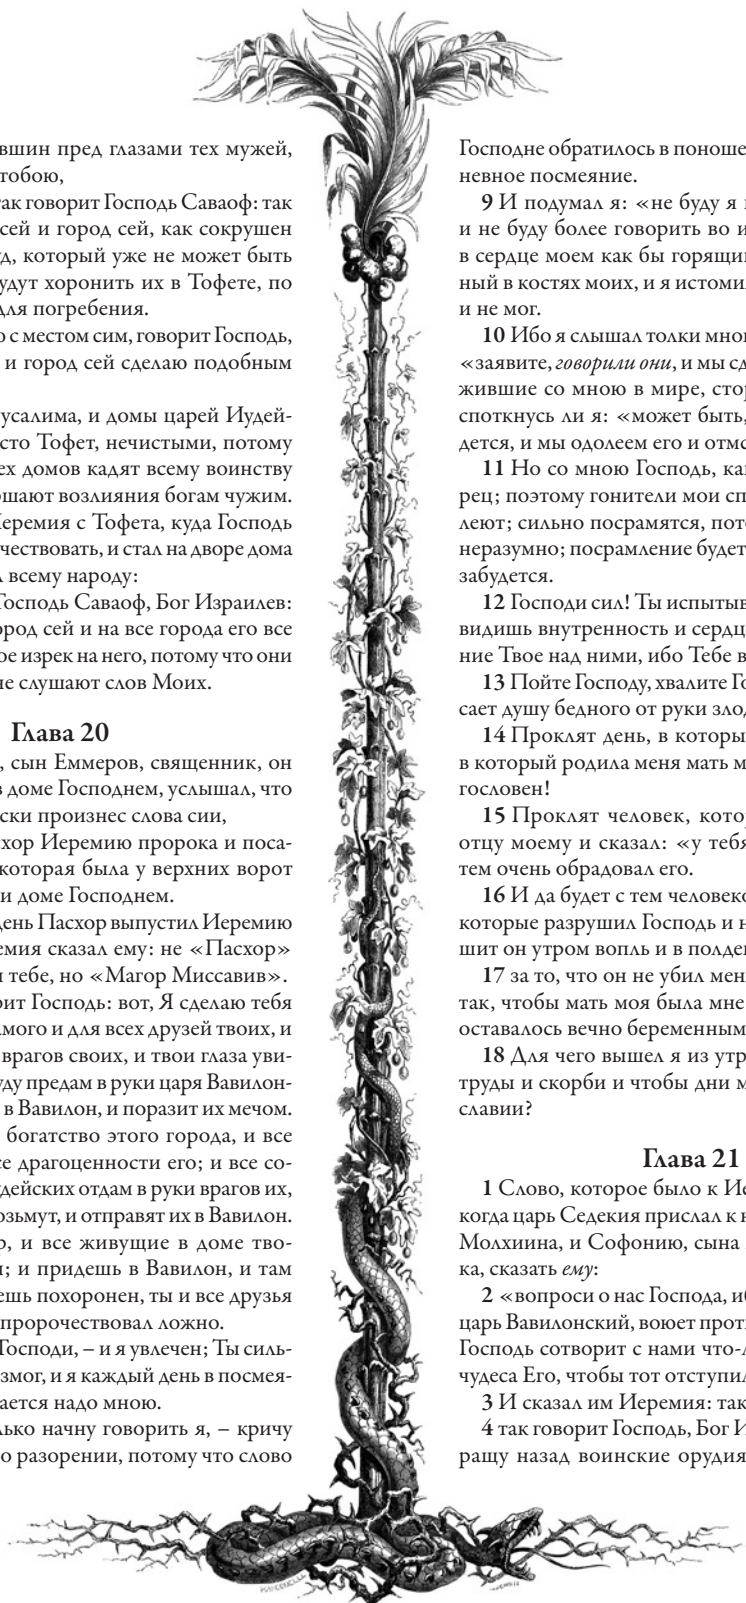 вшин пред глазами тех мужей,
тобою,
ак говорит Господь Саваоф: так
сей и город сей, как сокрушен
д, который уже не может быть
удут хоронить их в Тофете, по
для погребения.
с местом сим, говорит Господь,
и город сей сделаю подобным
усалима, и домы царей Иудей-
сто Тофет, нечистыми, потому
ех домов кадят всему воинству
ршают возлияния богам чужим.
Иеремия с Тофета, куда Господь
чествовать, и стал на дворе дома
л всему народу:
Господь Саваоф, Бог Израилев:
ород сей и на все города его все
ое изрек на него, потому что они
не слушают слов Моих.
Глава 20
, сын Еммеров, священник, он
в доме Господнем, услышал, что
ски произнес слова сии,
хор Иеремию пророка и поса-
которая была у верхних ворот
и доме Господнем.
день Пасхор выпустил Иеремию
емия сказал ему: не «Пасхор»
я тебе, но «Магор Миссавив».
рит Господь: вот, Я сделаю тебя
мого и для всех друзей твоих, и
врагов своих, и твои глаза уви-
уду предам в руки царя Вавилон-
в Вавилон, и поразит их мечом.
богатство этого города, и все
се драгоценности его; и все со-
дейских отдам в руки врагов их,
озьмут, и отправят их в Вавилон.
р, и все живущие в доме тво-
н; и придешь в Вавилон, и там
ешь похоронен, ты и все друзья
пророчествовал ложно.
Господи, – и я увлечен; Ты силь-
змог, и я каждый день в посмея-
ается надо мною.
лько начну говорить я, – кричу
о разорении, потому что слово
Господне обратилось в поноше
невное посмеяние.
9 И подумал я: «не буду я
и не буду более говорить во и
в сердце моем как бы горящи
ный в костях моих, и я истомил
и не мог.
10 Ибо я слышал толки мног
«заявите, говорили они, и мы сд
жившие со мною в мире, стор
споткнусь ли я: «может быть,
дется, и мы одолеем его и отмс
11 Но со мною Господь, ка
рец; поэтому гонители мои сп
леют; сильно посрамятся, пото
неразумно; посрамление будет
забудется.
12 Господи сил! Ты испытыв
видишь внутренность и сердц
ние Твое над ними, ибо Тебе в
13 Пойте Господу, хвалите Го
сает душу бедного от руки злод
14 Проклят день, в которы
в который родила меня мать м
гословен!
15 Проклят человек, кото
отцу моему и сказал: «у тебя
тем очень обрадовал его.
16 И да будет с тем человеко
которые разрушил Господь и н
шит он утром вопль и в полде
17 за то, что он не убил мен
так, чтобы мать моя была мне
оставалось вечно беременным
18 Для чего вышел я из утр
труды и скорби и чтобы дни м
славии?
Глава 21
1 Слово, которое было к Ие
когда царь Седекия прислал к н
Молхиина, и Софонию, сына
ка, сказать ему:
2 «вопроси о нас Господа, иб
царь Вавилонский, воюет проти
Господь сотворит с нами что-л
чудеса Его, чтобы тот отступил
3 И сказал им Иеремия: так
4 так говорит Господь, Бог И
ращу назад воинские орудия